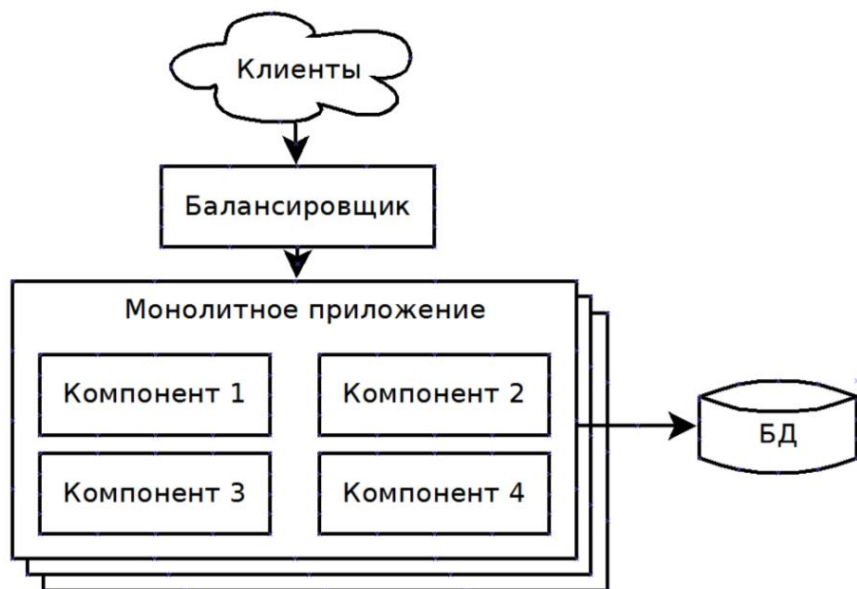 Клиенты
Балансировщик
Монолитное приложение
Компонент 1
Компонент 2
БД
Компонент 3
Компонент 4